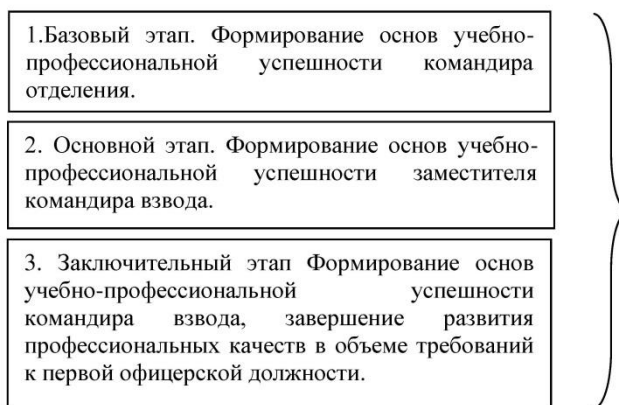 1.Базовый этап. Формирование основ учебно-
профессиональной успешности командира
отделения.
2. Основной этап. Формирование основ учебно-
профессиональной успешности заместителя
командира взвода.
3. Заключительный этап Формирование основ
учебно-профессиональной успешности
командира взвода, завершение развития
профессиональных качеств в объеме требований
к первой офицерской должности.